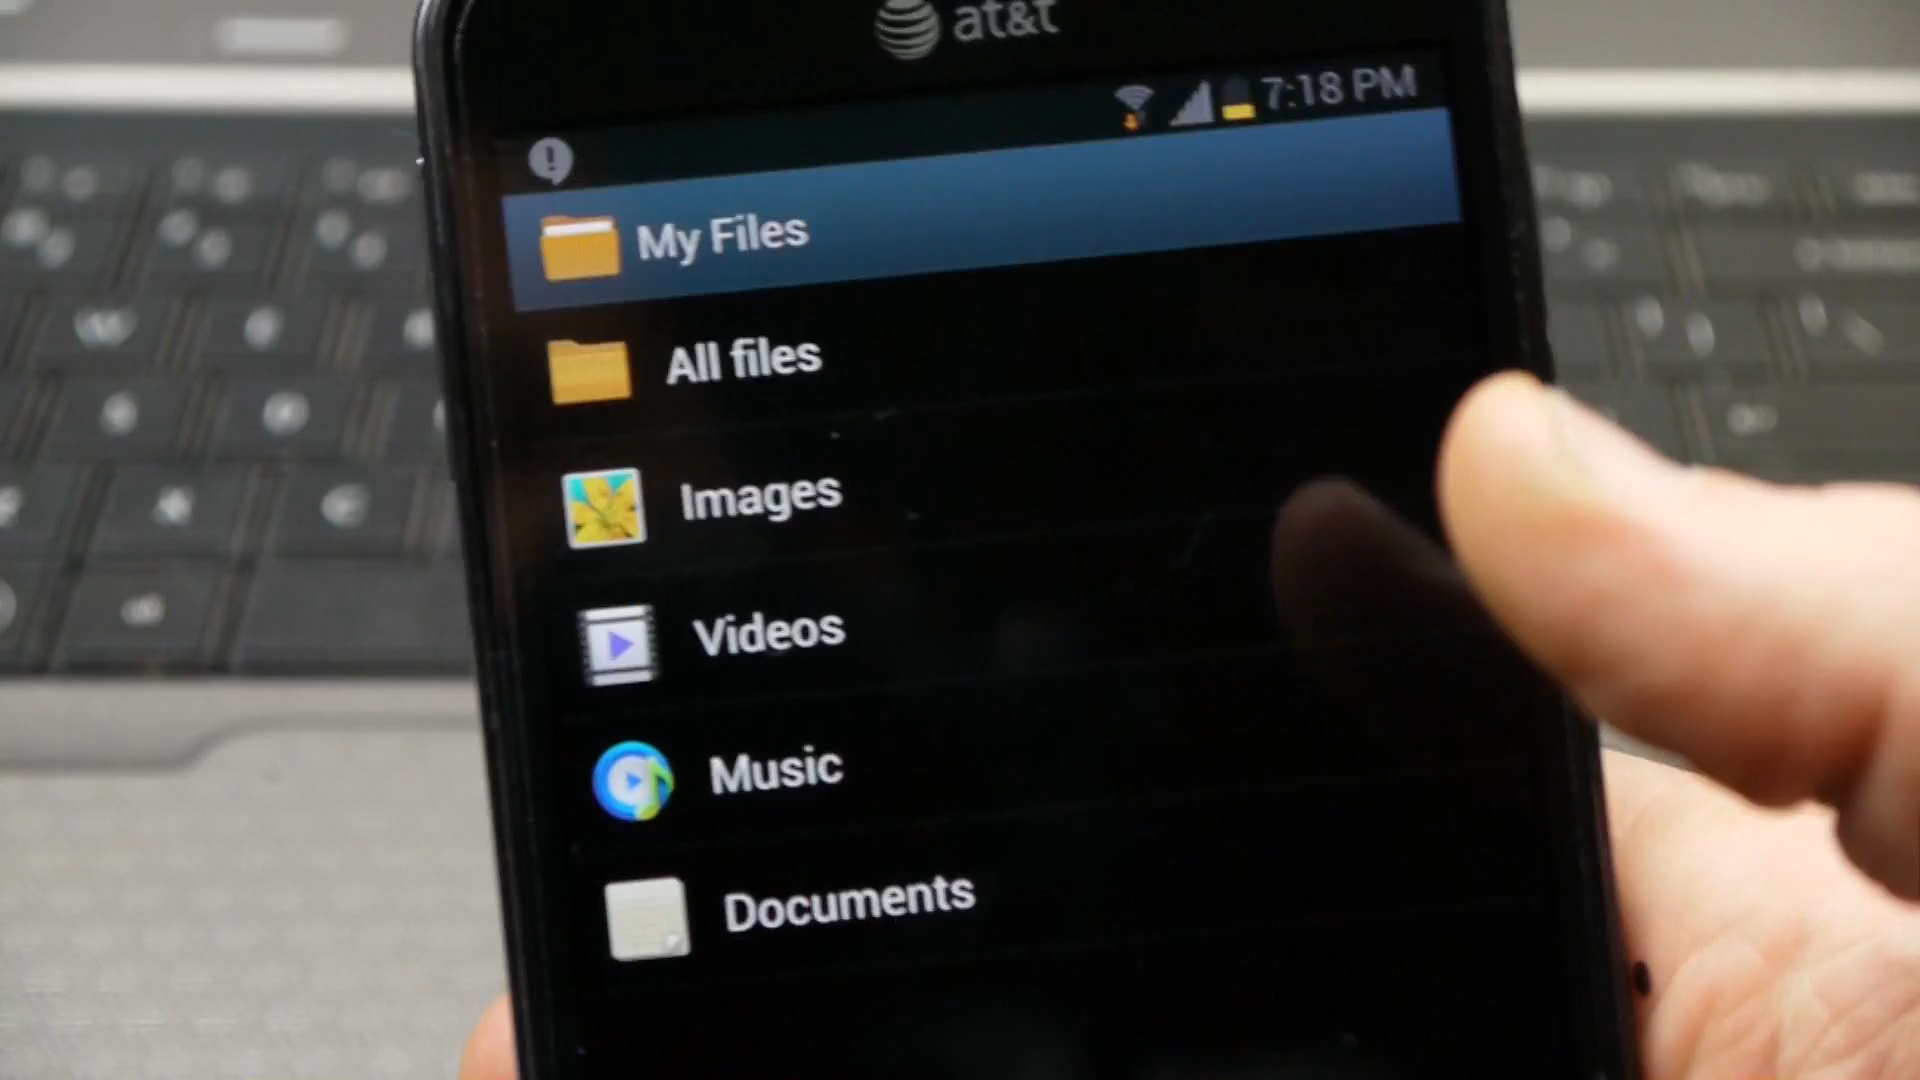 at&t
7:18 PM
My Files
All files
Images
Videos
Music
Documents